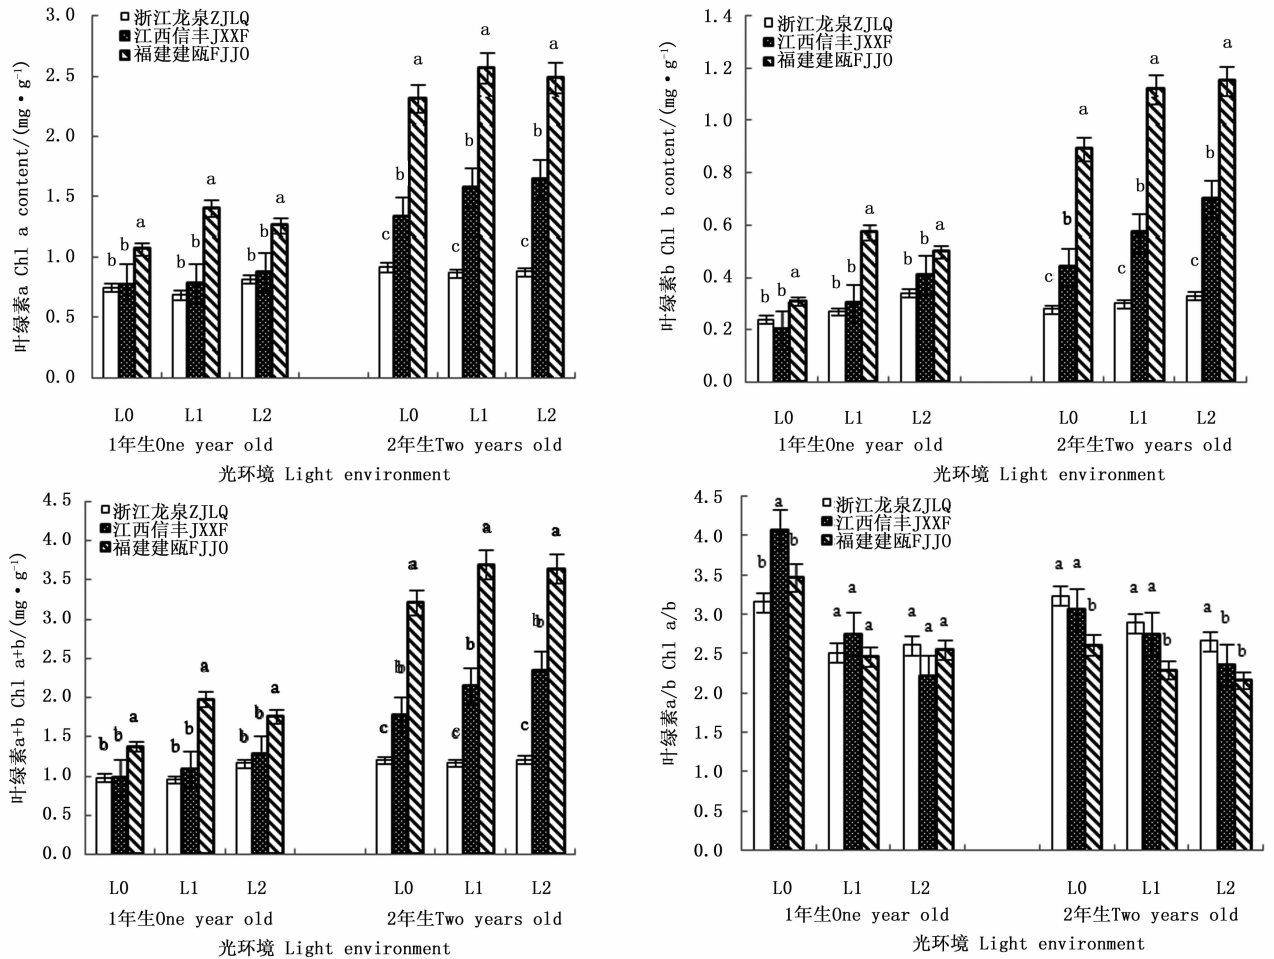 叶绿素a Chl a content/(mg·g⁻¹)
3.0
2.5
2.0
1.5
1.0
0.5
0.0
浙江龙泉ZJLQ
江西信丰JXXF
福建建瓯FJJO
b b a
b b a
b b a
c b a
c b a
c b a
L0 L1 L2 L0 L1 L2
1年生One year old 2年生Two years old
光环境 Light environment
叶绿素b Chl b content/(mg·g⁻¹)
1.4
1.2
1.0
0.8
0.6
0.4
0.2
0.0
浙江龙泉ZJLQ
江西信丰JXXF
福建建瓯FJJO
b b a
b b a
b b a
c b a
c b a
c b a
L0 L1 L2 L0 L1 L2
1年生One year old 2年生Two years old
光环境 Light environment
叶绿素a+b Chl a+b/(mg·g⁻¹)
4.5
4.0
3.5
3.0
2.5
2.0
1.5
1.0
0.5
0.0
浙江龙泉ZJLQ
江西信丰JXXF
福建建瓯FJJO
b b a
b b a
b b a
c b a
c b a
c b a
L0 L1 L2 L0 L1 L2
1年生One year old 2年生Two years old
光环境 Light environment
叶绿素a/b Chl a/b
4.5
4.0
3.5
3.0
2.5
2.0
1.5
1.0
0.5
0.0
浙江龙泉ZJLQ
江西信丰JXXF
福建建瓯FJJO
b a b
a a a
a a a
a a b
a a b
a b b
L0 L1 L2 L0 L1 L2
1年生One year old 2年生Two years old
光环境 Light environment